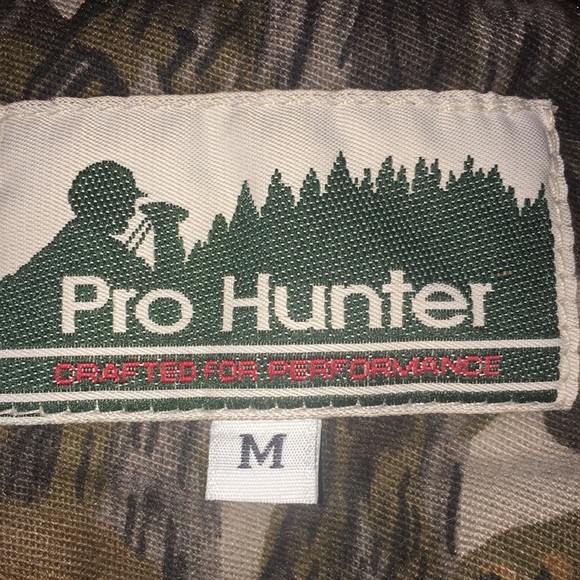 Pro Hunter
CRAFTED FOR PERFORMANCE
M